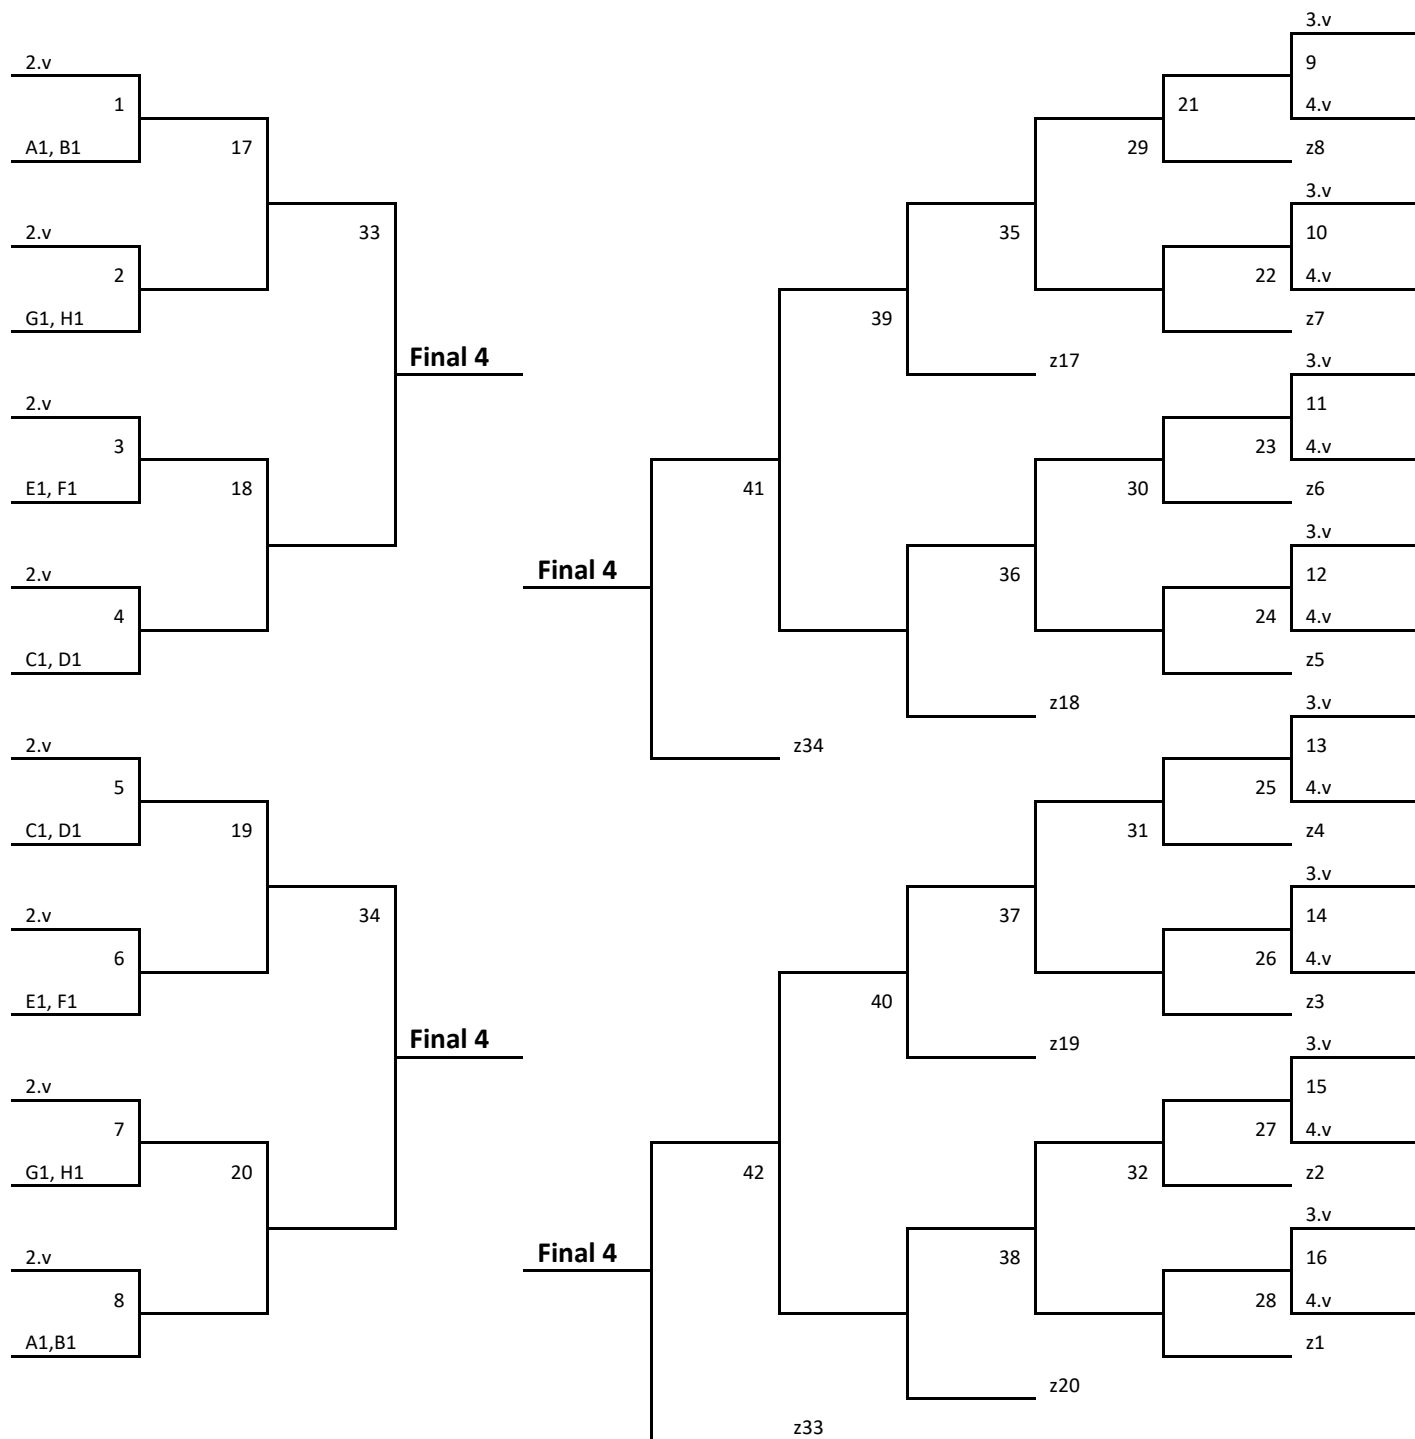 3.v
2.v
9
1
21
4.v
A1, B1
17
29
z8
3.v
2.v
33
35
10
2
22
4.v
G1, H1
39
z7
Final 4
z17
3.v
2.v
11
3
23
4.v
E1, F1
18
41
30
z6
3.v
2.v
Final 4
36
12
4
24
4.v
C1, D1
z5
z18
3.v
2.v
z34
13
5
25
4.v
C1, D1
19
31
z4
3.v
2.v
34
37
14
6
26
4.v
E1, F1
40
z3
Final 4
z19
3.v
2.v
15
7
27
4.v
G1, H1
20
42
32
z2
3.v
2.v
Final 4
38
16
8
28
4.v
A1,B1
z1
z20
z33